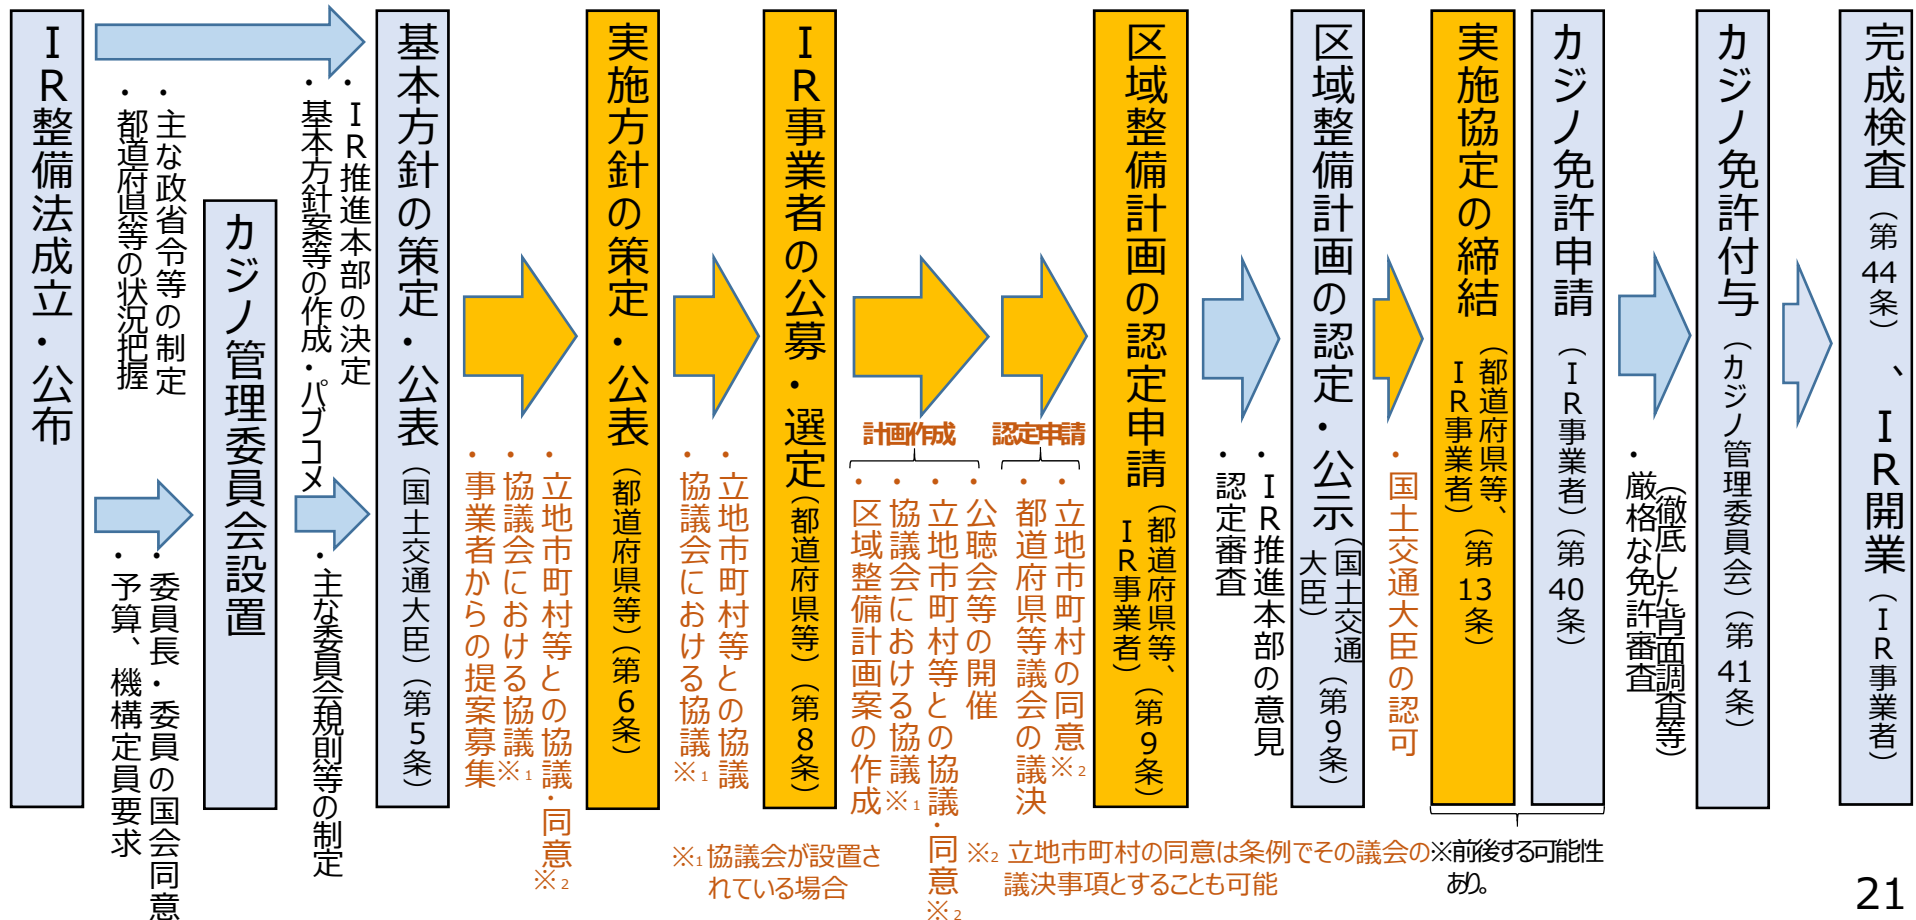 IR整備法成立・公布
・主な政省令等の制定
・都道府県等の状況把握
・委員長・委員の国会同意
・予算、機構定員要求
カジノ管理委員会設置
・IR推進本部の決定
・基本方針案等の作成・パブコメ
・主な委員会規則等の制定
基本方針の策定・公表（国土交通大臣）（第5条）
・立地市町村等との協議・同意※2
・協議会における協議※1
・事業者からの提案募集
実施方針の策定・公表（都道府県等）（第6条）
・立地市町村等との協議
・協議会における協議※1
IR事業者の公募・選定（都道府県等）（第8条）
計画作成
・公聴会等の開催
・立地市町村等との協議・同意※2
・協議会における協議※1
・区域整備計画案の作成
認定申請
・立地市町村の同意※2
・都道府県等議会の議決
区域整備計画の認定申請（都道府県等、
IR事業者）（第9条）
・IR推進本部の意見
・認定審査
区域整備計画の認定・公示（国土交通
大臣）（第9条）
・国土交通大臣の認可
実施協定の締結（都道府県等、
IR事業者）（第13条）
カジノ免許申請（IR事業者）（第40条）
・厳格な免許審査
（徹底した背面調査等）
カジノ免許付与（カジノ管理委員会）（第41条）
完成検査（第44条）、IR開業（IR事業者）
※1 協議会が設置さ
れている場合
※2 立地市町村の同意は条例でその議会の
議決事項とすることも可能
※前後する可能性
あり。
21